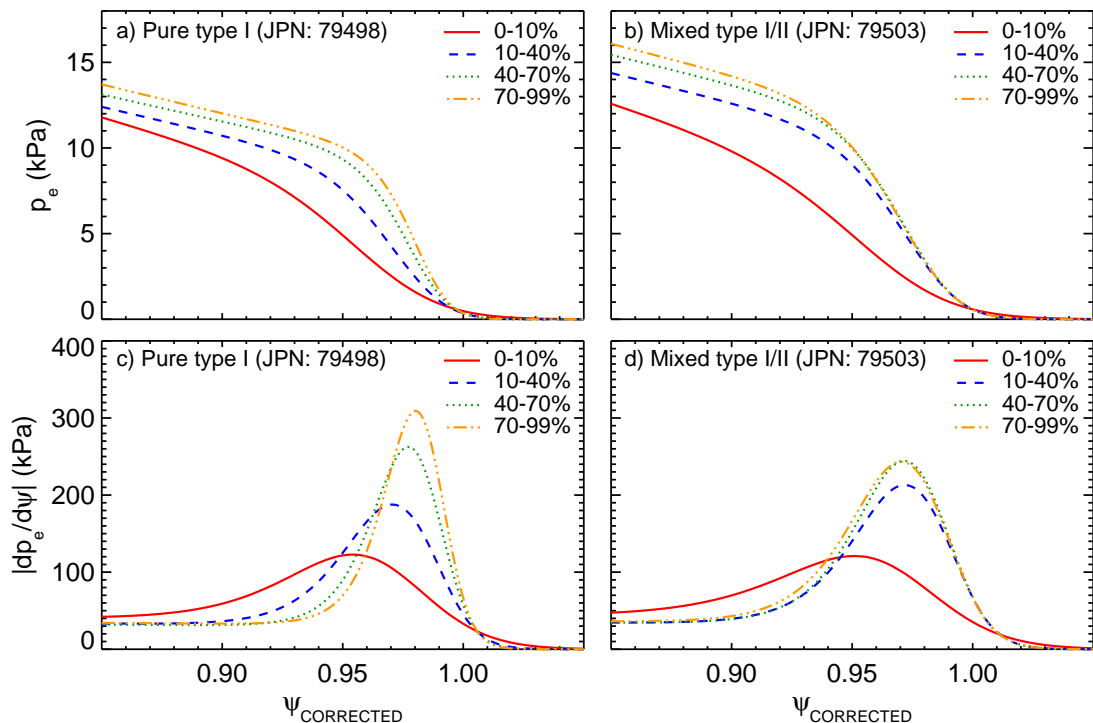 a) Pure type I (JPN: 79498)
0-10%
10-40%
40-70%
70-99%
15
10
5
0
p_e (kPa)
b) Mixed type I/II (JPN: 79503)
0-10%
10-40%
40-70%
70-99%
c) Pure type I (JPN: 79498)
0-10%
10-40%
40-70%
70-99%
400
300
200
100
0
|dp_e/dψ| (kPa)
0.90 0.95 1.00
Ψ_CORRECTED
d) Mixed type I/II (JPN: 79503)
0-10%
10-40%
40-70%
70-99%
0.90 0.95 1.00
Ψ_CORRECTED